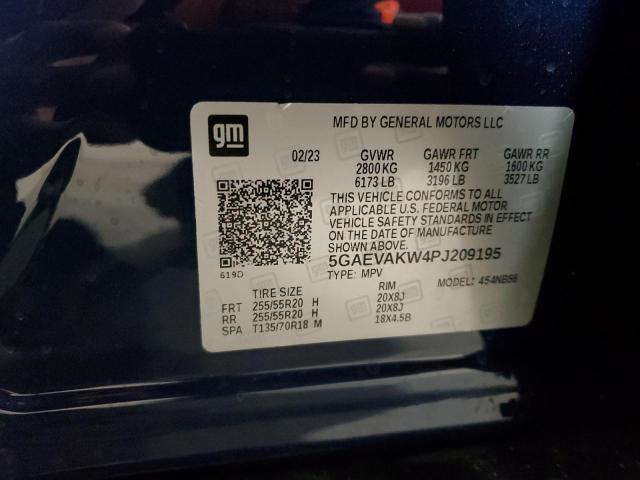 gm
MFD BY GENERAL MOTORS LLC
02/23 GVWR GAWR FRT GAWR RR
2800 KG 1450 KG 1600 KG
6173 LB 3196 LB 3527 LB
THIS VEHICLE CONFORMS TO ALL
APPLICABLE U.S. FEDERAL MOTOR
VEHICLE SAFETY STANDARDS IN EFFECT
ON THE DATE OF MANUFACTURE
SHOWN ABOVE.
5GAEVAKW4PJ209195
619D
TYPE: MPV MODEL: 454NB56
TIRE SIZE RIM
FRT 255/55R20 H 20X8J
RR 255/55R20 H 20X8J
SPA T135/70R18 M 18X4.5B